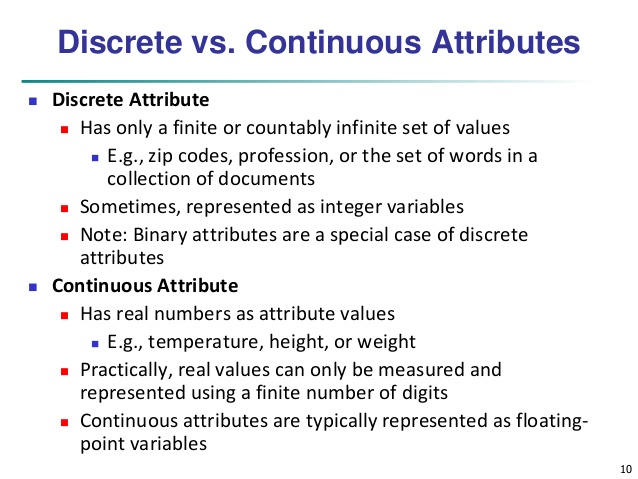 Discrete vs. Continuous Attributes
Discrete Attribute
Has only a finite or countably infinite set of values
E.g., zip codes, profession, or the set of words in a
collection of documents
Sometimes, represented as integer variables
Note: Binary attributes are a special case of discrete
attributes
Continuous Attribute
Has real numbers as attribute values
E.g., temperature, height, or weight
Practically, real values can only be measured and
represented using a finite number of digits
Continuous attributes are typically represented as floating-
point variables
10